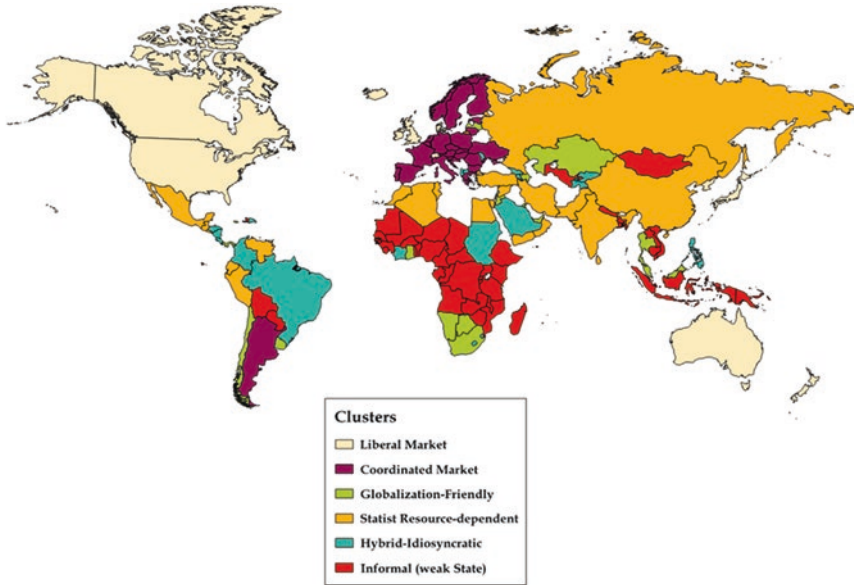 Clusters
Liberal Market
Coordinated Market
Globalization-Friendly
Statist Resource-dependent
Hybrid-Idiosyncratic
Informal (weak State)